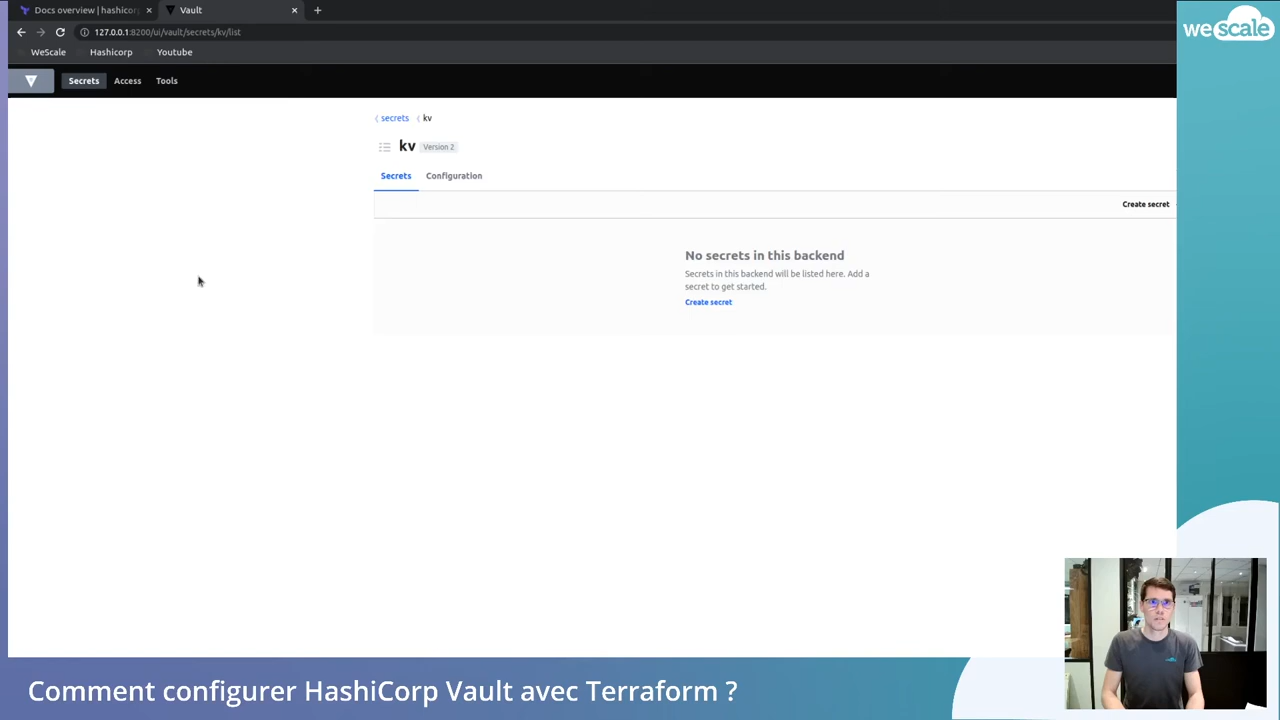 Docs overview | hashicorp
Vault
127.0.0.1:8200/ui/vault/secrets/kv/list
WeScale
Hashicorp
Youtube
wescale
Secrets
Access
Tools
secrets
kv
kv
Version 2
Secrets
Configuration
Create secret
No secrets in this backend
Secrets in this backend will be listed here. Add a
secret to get started.
Create secret
Comment configurer HashiCorp Vault avec Terraform ?